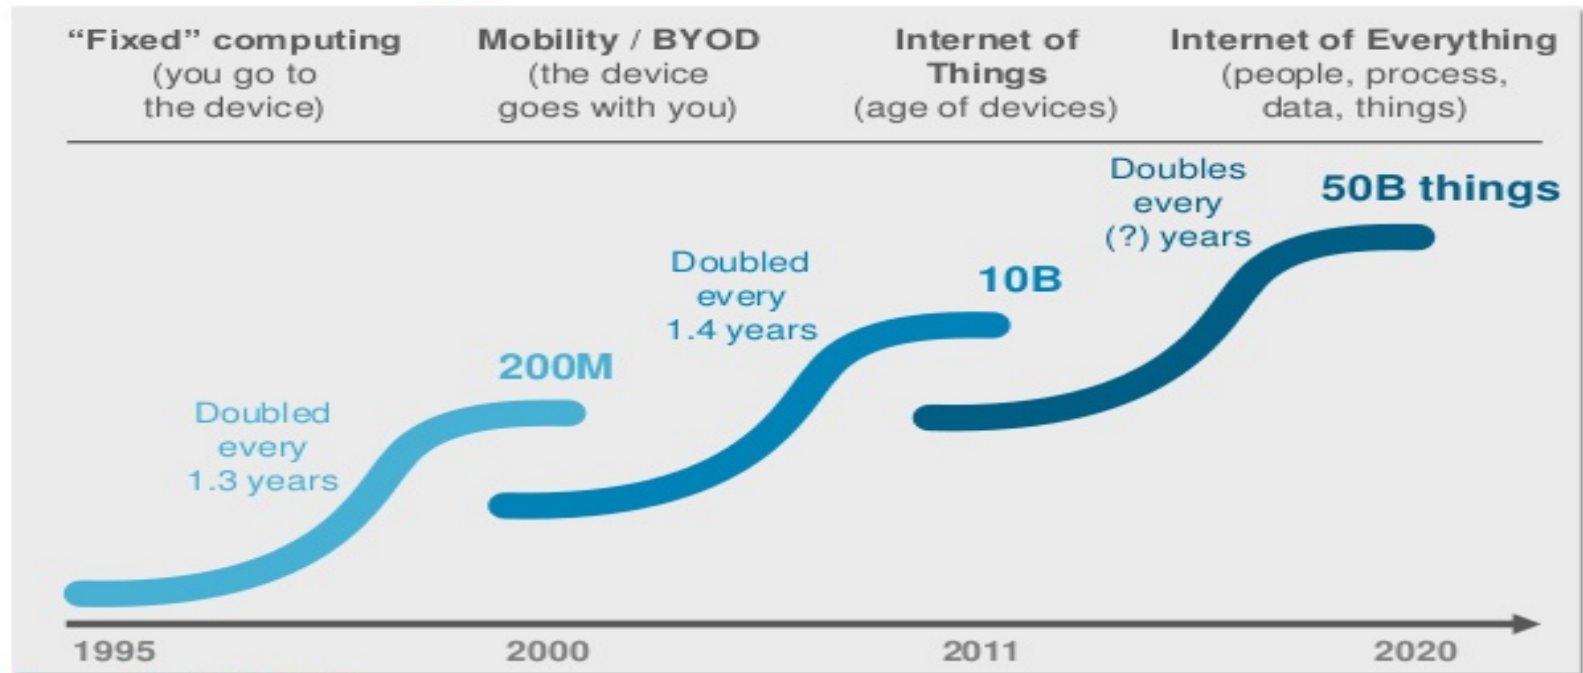 “Fixed” computing
(you go to
the device)
Mobility / BYOD
(the device
goes with you)
Internet of
Things
(age of devices)
Internet of Everything
(people, process,
data, things)
Doubled
every
1.3 years
200M
Doubled
every
1.4 years
10B
Doubles
every
(?) years
50B things
1995
2000
2011
2020